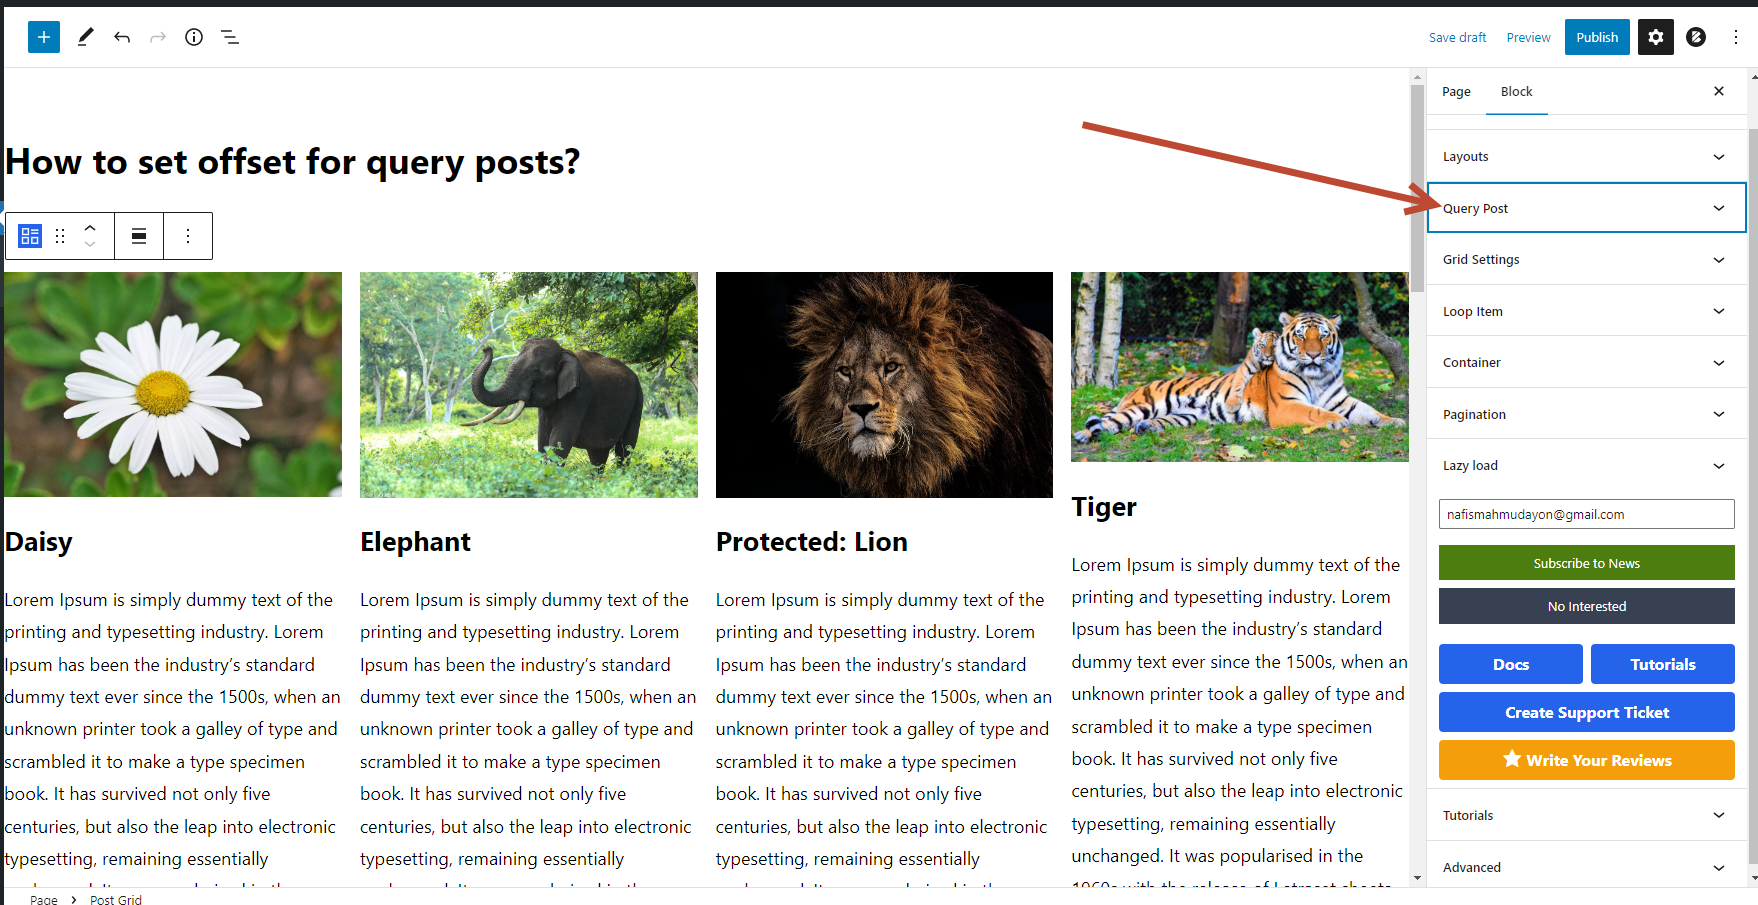 Save draft
Preview
Publish
Page
Block
Layouts
Query Post
Grid Settings
Loop Item
Container
Pagination
Lazy load
nafismahmudayon@gmail.com
Subscribe to News
No Interested
Docs
Tutorials
Create Support Ticket
Write Your Reviews
Tutorials
Advanced
How to set offset for query posts?
Daisy
Lorem Ipsum is simply dummy text of the
printing and typesetting industry. Lorem
Ipsum has been the industry’s standard
dummy text ever since the 1500s, when an
unknown printer took a galley of type and
scrambled it to make a type specimen
book. It has survived not only five
centuries, but also the leap into electronic
typesetting, remaining essentially
Elephant
Lorem Ipsum is simply dummy text of the
printing and typesetting industry. Lorem
Ipsum has been the industry’s standard
dummy text ever since the 1500s, when an
unknown printer took a galley of type and
scrambled it to make a type specimen
book. It has survived not only five
centuries, but also the leap into electronic
typesetting, remaining essentially
Protected: Lion
Lorem Ipsum is simply dummy text of the
printing and typesetting industry. Lorem
Ipsum has been the industry’s standard
dummy text ever since the 1500s, when an
unknown printer took a galley of type and
scrambled it to make a type specimen
book. It has survived not only five
centuries, but also the leap into electronic
typesetting, remaining essentially
Tiger
Lorem Ipsum is simply dummy text of the
printing and typesetting industry. Lorem
Ipsum has been the industry’s standard
dummy text ever since the 1500s, when an
unknown printer took a galley of type and
scrambled it to make a type specimen
book. It has survived not only five
centuries, but also the leap into electronic
typesetting, remaining essentially
unchanged. It was popularised in the
1960s with the release of Letraset sheets
Page > Post Grid